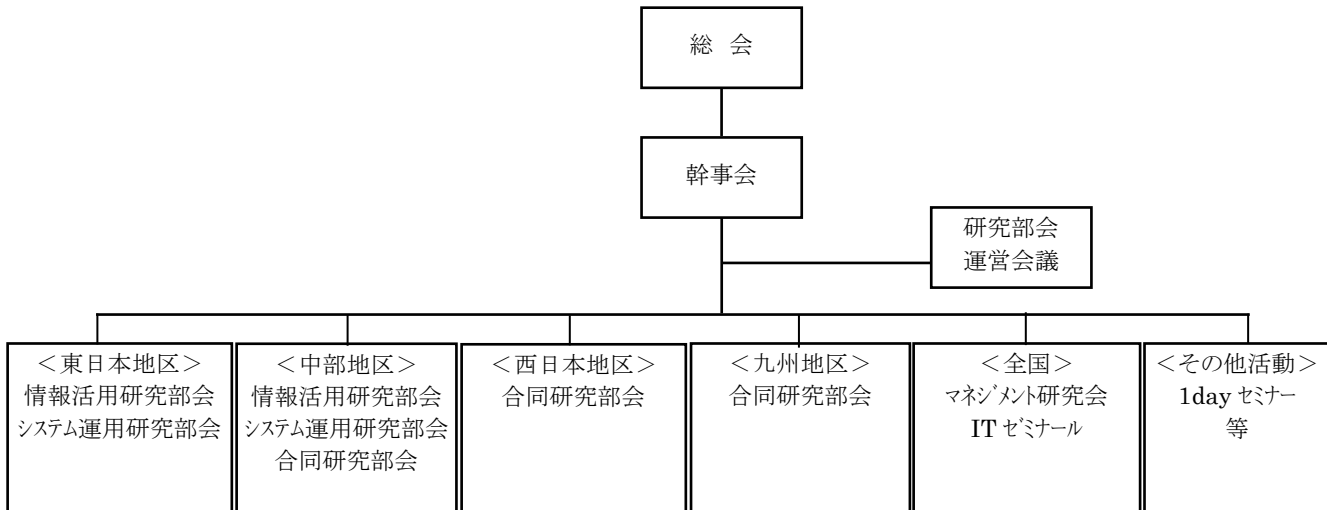 総 会
幹事会
研究部会
運営会議
＜東日本地区＞
情報活用研究部会
システム運用研究部会
＜中部地区＞
情報活用研究部会
システム運用研究部会
合同研究部会
＜西日本地区＞
合同研究部会
＜九州地区＞
合同研究部会
＜全国＞
マネジメント研究会
IT ゼミナール
＜その他活動＞
1day セミナー
等